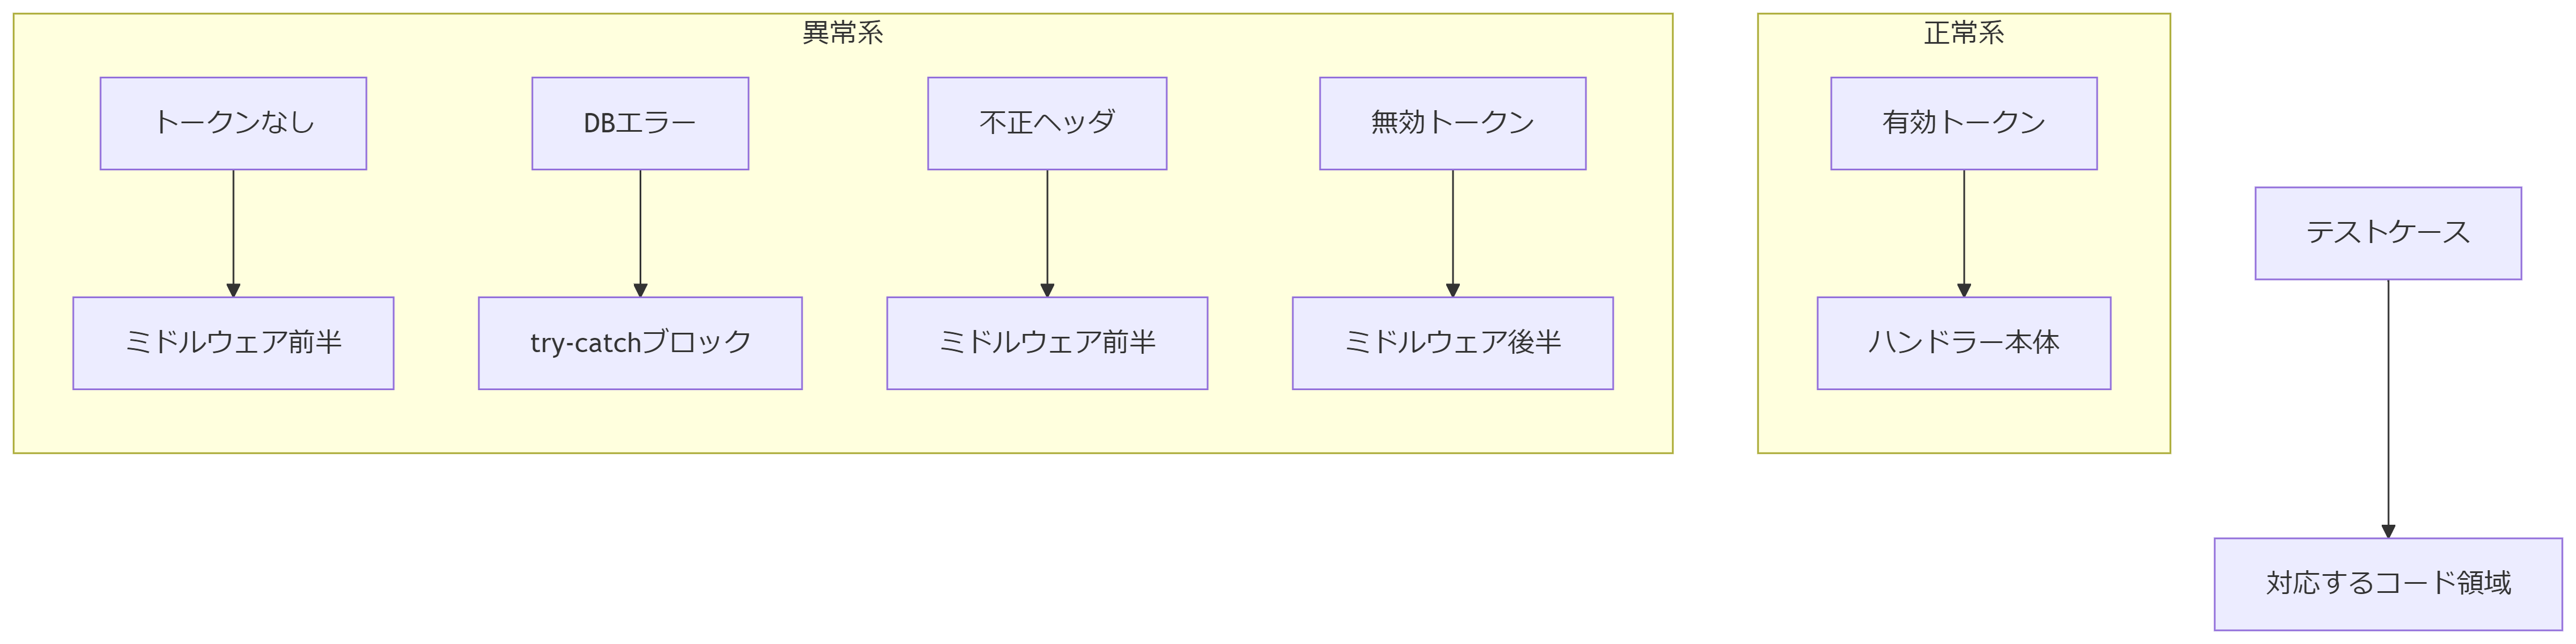 異常系
トークンなし
DBエラー
不正ヘッダ
無効トークン
ミドルウェア前半
try-catchブロック
ミドルウェア前半
ミドルウェア後半
正常系
有効トークン
ハンドラー本体
テストケース
対応するコード領域